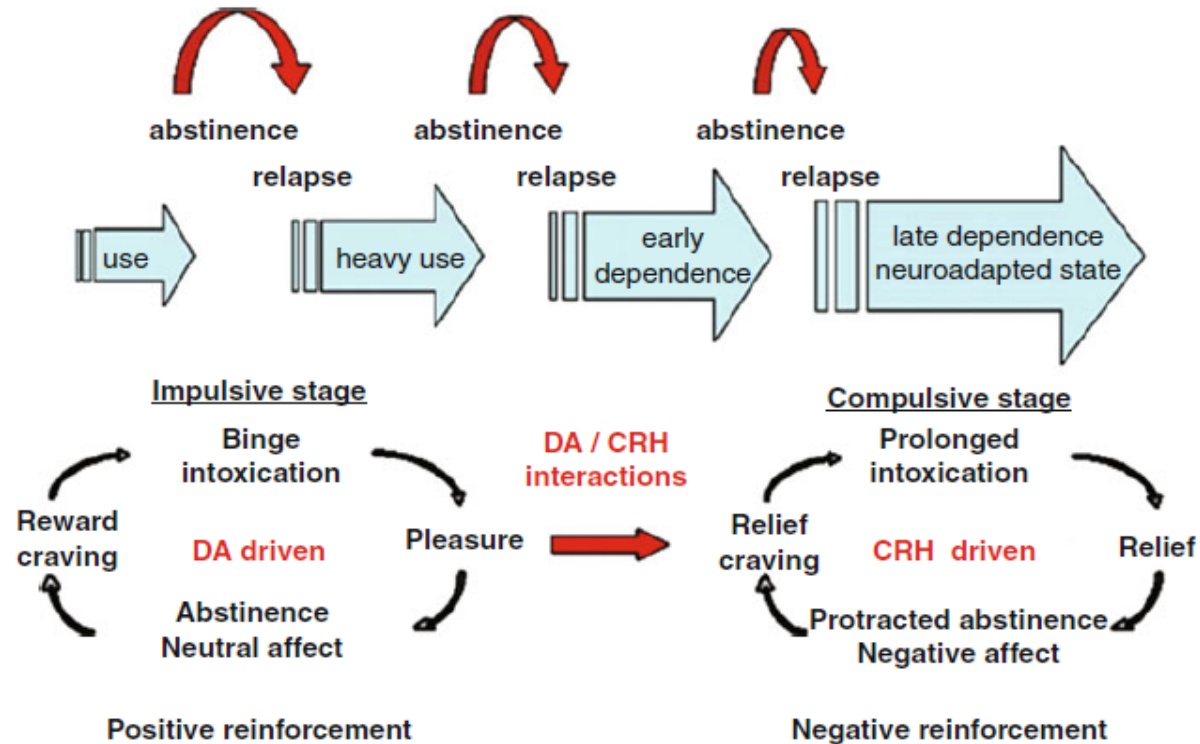 abstinence
abstinence
abstinence
relapse
relapse
relapse
use
heavy use
early
dependence
late dependence
neuroadapted state
Impulsive stage
Binge
intoxication
Reward
craving
DA driven
Pleasure
Abstinence
Neutral affect
Positive reinforcement
DA / CRH
interactions
Compulsive stage
Prolonged
intoxication
Relief
craving
CRH driven
Relief
Protracted abstinence
Negative affect
Negative reinforcement